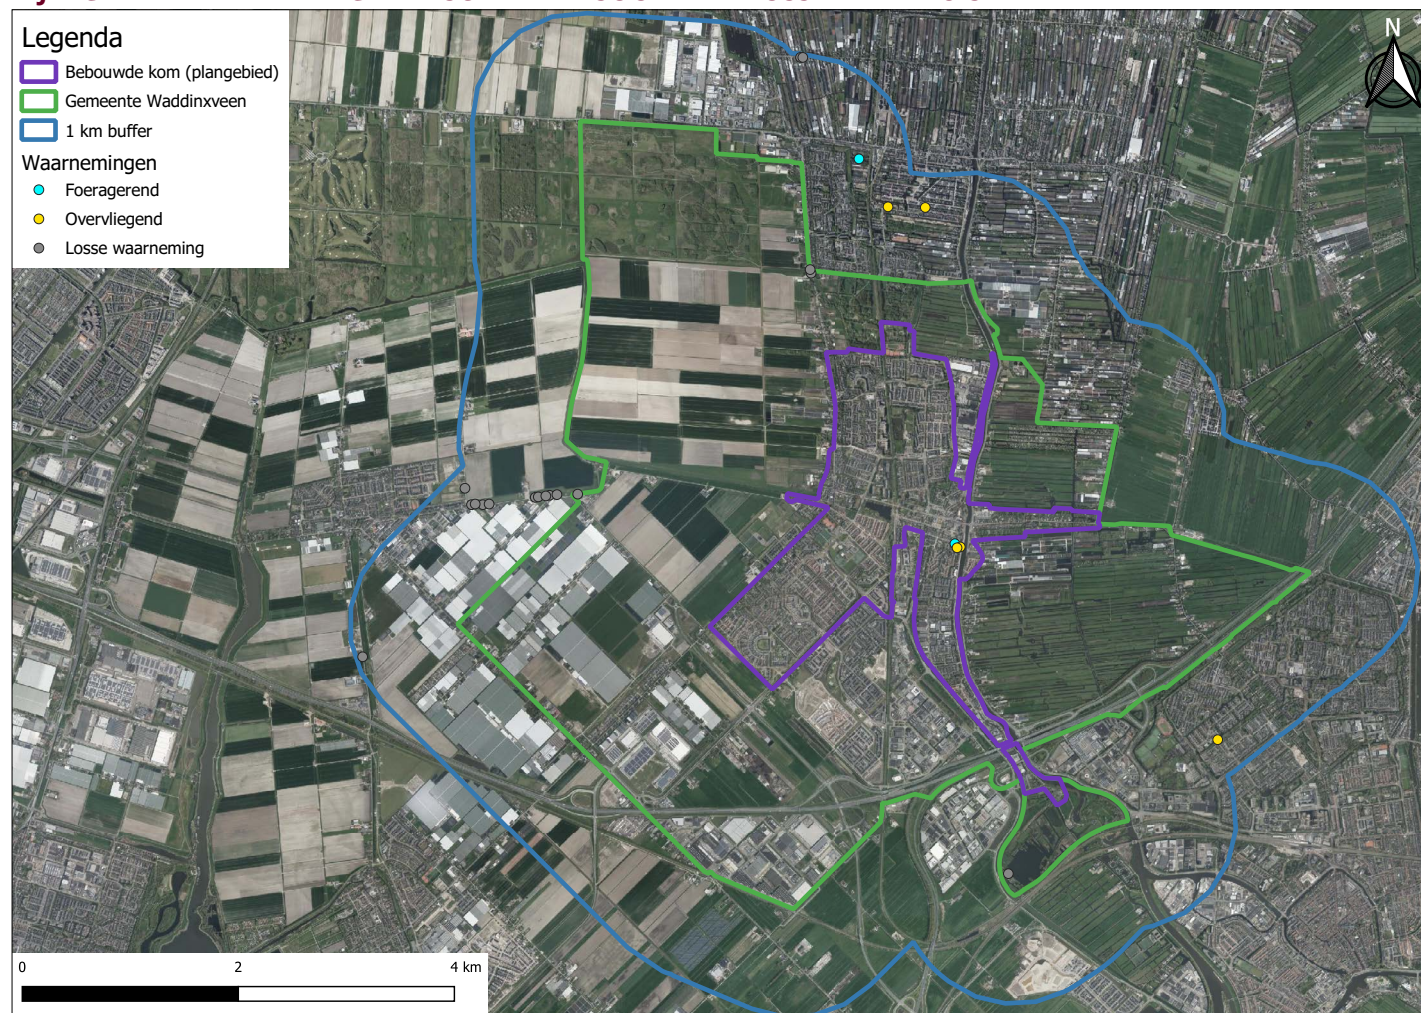 Legenda
Bebouwde kom (plangebied)
Gemeente Waddinxveen
1 km buffer
Waarnemingen
Foeragerend
Overvliegend
Losse waarneming
N
0 2 4 km